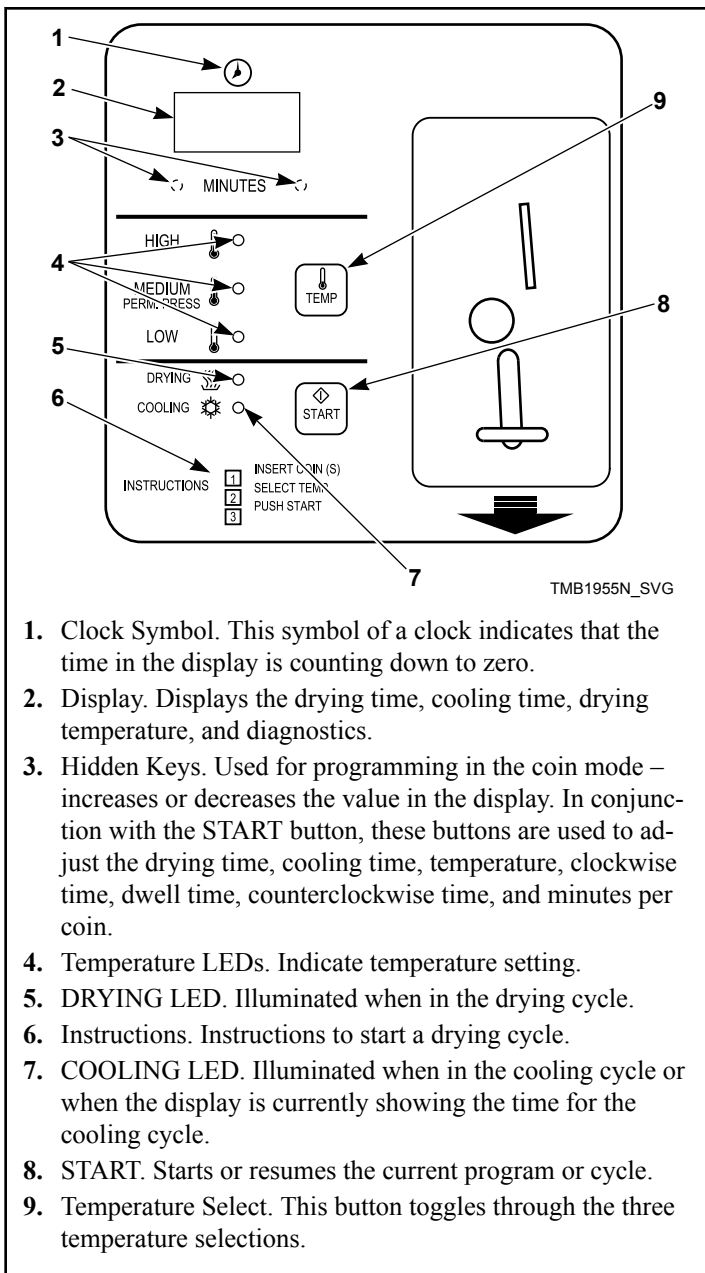 1
2
3
9
MINUTES
HIGH
4
MEDIUM
PERM. PRESS
TEMP
8
LOW
5
DRYING
6
COOLING
START
INSTRUCTIONS
1 INSERT COIN (S)
2 SELECT TEMP
3 PUSH START
7
TMB1955N_SVG
1. Clock Symbol. This symbol of a clock indicates that the
time in the display is counting down to zero.
2. Display. Displays the drying time, cooling time, drying
temperature, and diagnostics.
3. Hidden Keys. Used for programming in the coin mode –
increases or decreases the value in the display. In conjunc-
tion with the START button, these buttons are used to ad-
just the drying time, cooling time, temperature, clockwise
time, dwell time, counterclockwise time, and minutes per
coin.
4. Temperature LEDs. Indicate temperature setting.
5. DRYING LED. Illuminated when in the drying cycle.
6. Instructions. Instructions to start a drying cycle.
7. COOLING LED. Illuminated when in the cooling cycle or
when the display is currently showing the time for the
cooling cycle.
8. START. Starts or resumes the current program or cycle.
9. Temperature Select. This button toggles through the three
temperature selections.